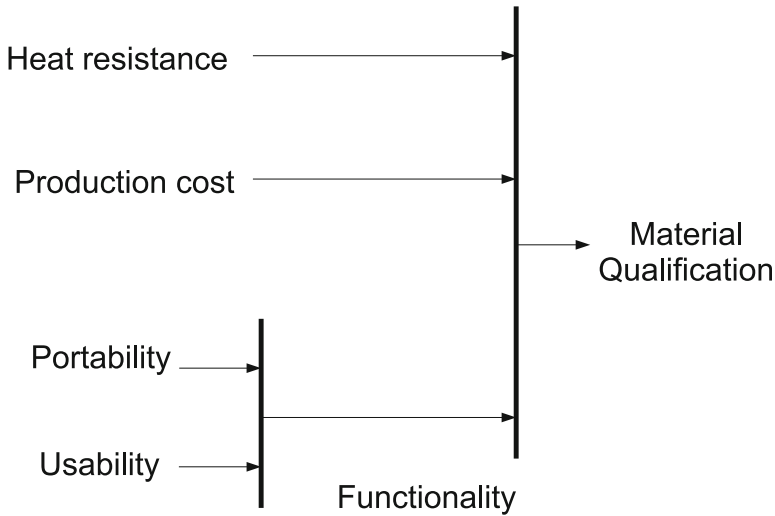 Heat resistance
Production cost
Material
Qualification
Portability
Usability
Functionality